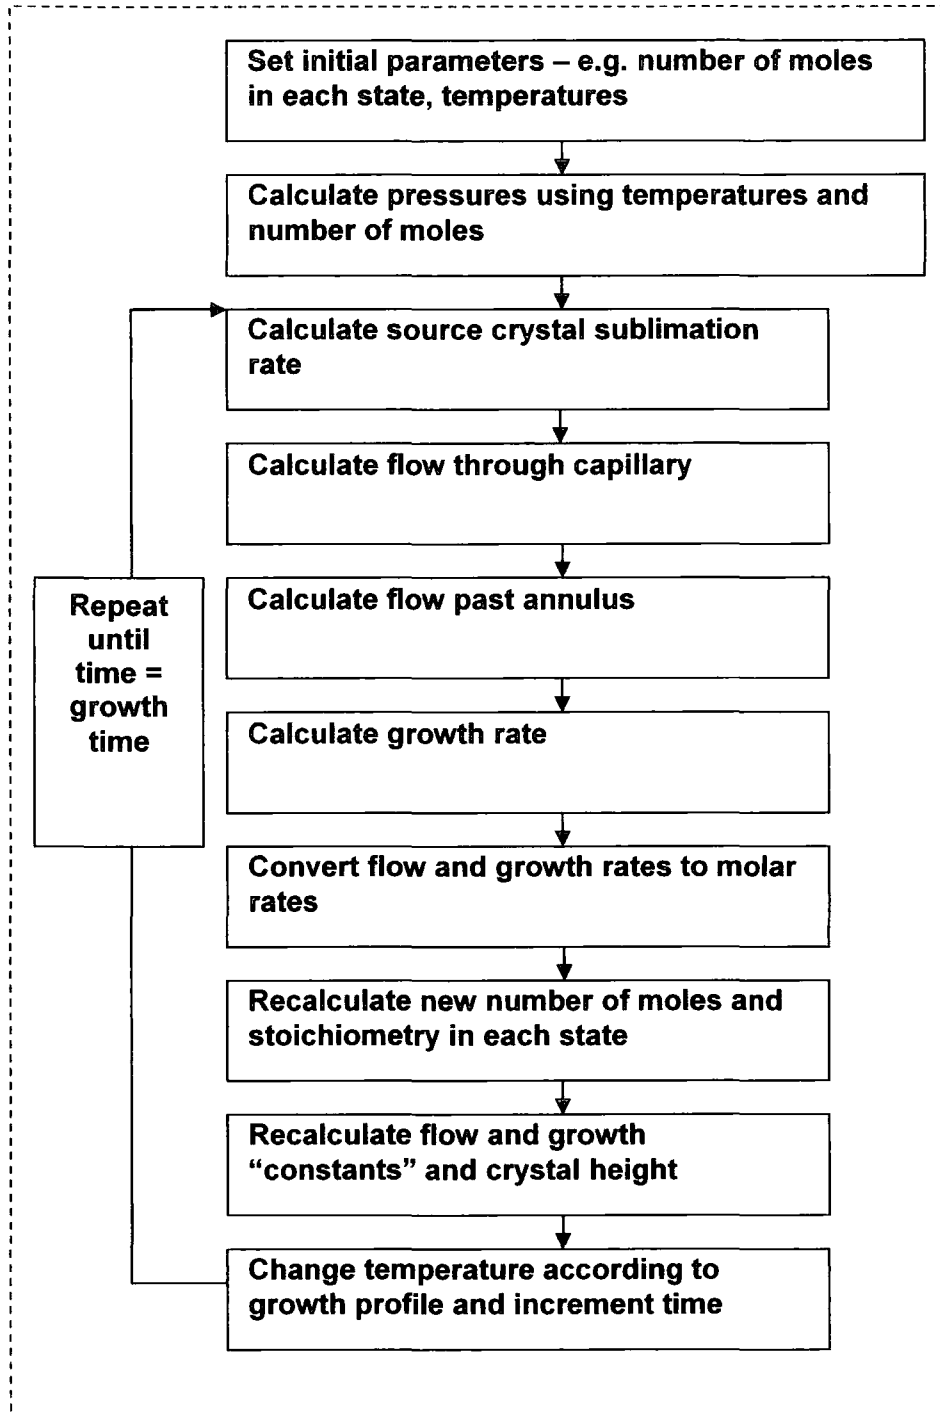 Set initial parameters – e.g. number of moles
in each state, temperatures
Calculate pressures using temperatures and
number of moles
Calculate source crystal sublimation
rate
Calculate flow through capillary
Calculate flow past annulus
Repeat
until
time =
growth
time
Calculate growth rate
Convert flow and growth rates to molar
rates
Recalculate new number of moles and
stoichiometry in each state
Recalculate flow and growth
“constants” and crystal height
Change temperature according to
growth profile and increment time